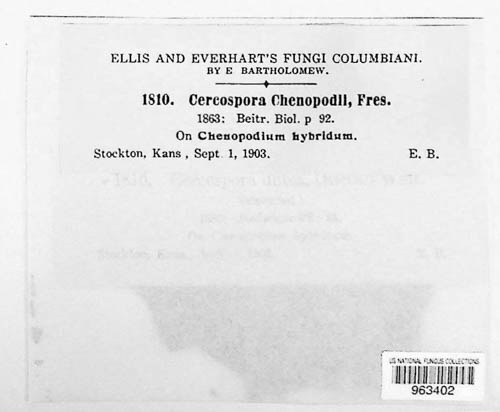 ELLIS AND EVERHART'S FUNGI COLUMBIANI.
BY E BARTHOLOMEW.
1810. Cercospora Chenopodii, Fres.
1863: Beitr. Biol. p 92.
On Chenopodium hybridum.
Stockton, Kans , Sept. 1, 1903. E. B.
US NATIONAL FUNGUS COLLECTIONS
963402